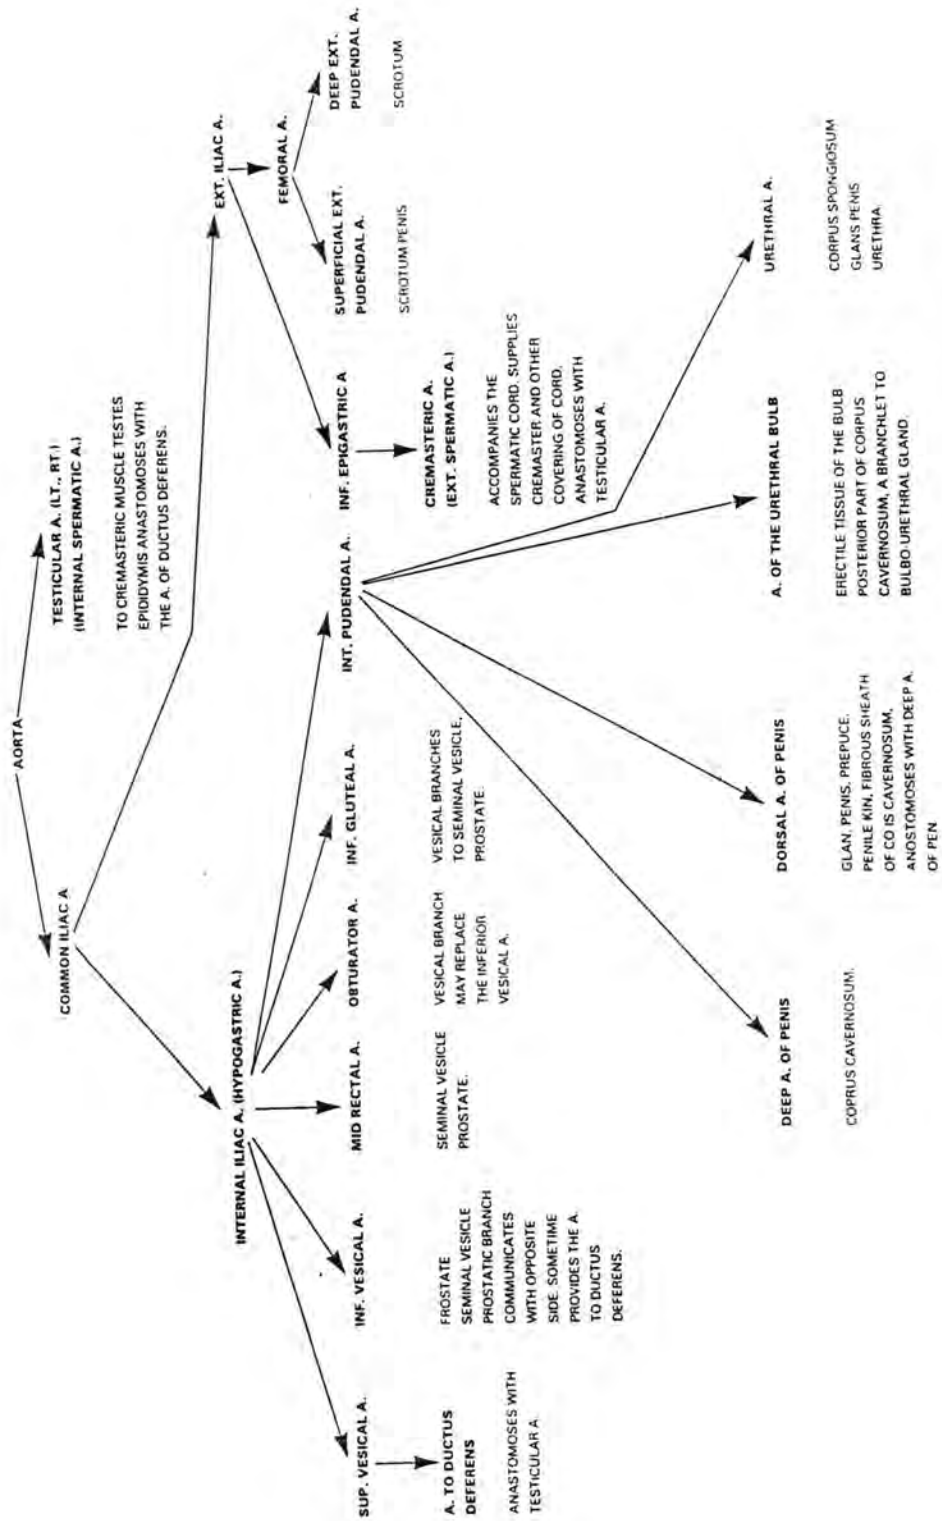 AORTA
COMMON ILIAC A
TESTICULAR A. (LT., RT.)
(INTERNAL SPERMATIC A.)
TO CREMASTERIC MUSCLE TESTES
EPIDIDYMIS ANASTOMOSES WITH
THE A. OF DUCTUS DEFERENS.
INTERNAL ILIAC A. (HYPOGASTRIC A.)
EXT. ILIAC A.
FEMORAL A.
SUP. VESICAL A.
INF. VESICAL A.
MID RECTAL A.
OBTURATOR A.
INF. GLUTEAL A.
INT. PUDENDAL A.
INF. EPIGASTRIC A
SUPERFICIAL EXT.
PUDENDAL A.
SCROTUM PENIS
DEEP EXT.
PUDENDAL A.
SCROTUM
A. TO DUCTUS
DEFERENS
ANASTOMOSES WITH
TESTICULAR A.
FROSTATE
SEMINAL VESICLE
PROSTATIC BRANCH
COMMUNICATES
WITH OPPOSITE
SIDE. SOMETIME
PROVIDES THE A.
TO DUCTUS
DEFERENS.
SEMINAL VESICLE
PROSTATE.
VESICAL BRANCH
MAY REPLACE
THE INFERIOR
VESICAL A.
VESICAL BRANCHES
TO SEMINAL VESICLE,
PROSTATE.
CREMASTERIC A.
(EXT. SPERMATIC A.)
ACCOMPANIES THE
SPERMATIC CORD. SUPPLIES
CREMASTER AND OTHER
COVERING OF CORD,
ANASTOMOSES WITH
TESTICULAR A.
DEEP A. OF PENIS
COPRUS CAVERNOSUM.
DORSAL A. OF PENIS
GLAN, PENIS, PREPUCE.
PENILE KIN, FIBROUS SHEATH
OF CO IS CAVERNOSUM,
ANOSTOMOSES WITH DEEP A.
OF PEN
A. OF THE URETHRAL BULB
ERECTILE TISSUE OF THE BULB
POSTERIOR PART OF CORPUS
CAVERNOSUM, A BRANCHLET TO
BULBO-URETHRAL GLAND.
URETHRAL A.
CORPUS SPONGIOSUM
GLANS PENIS
URETHRA